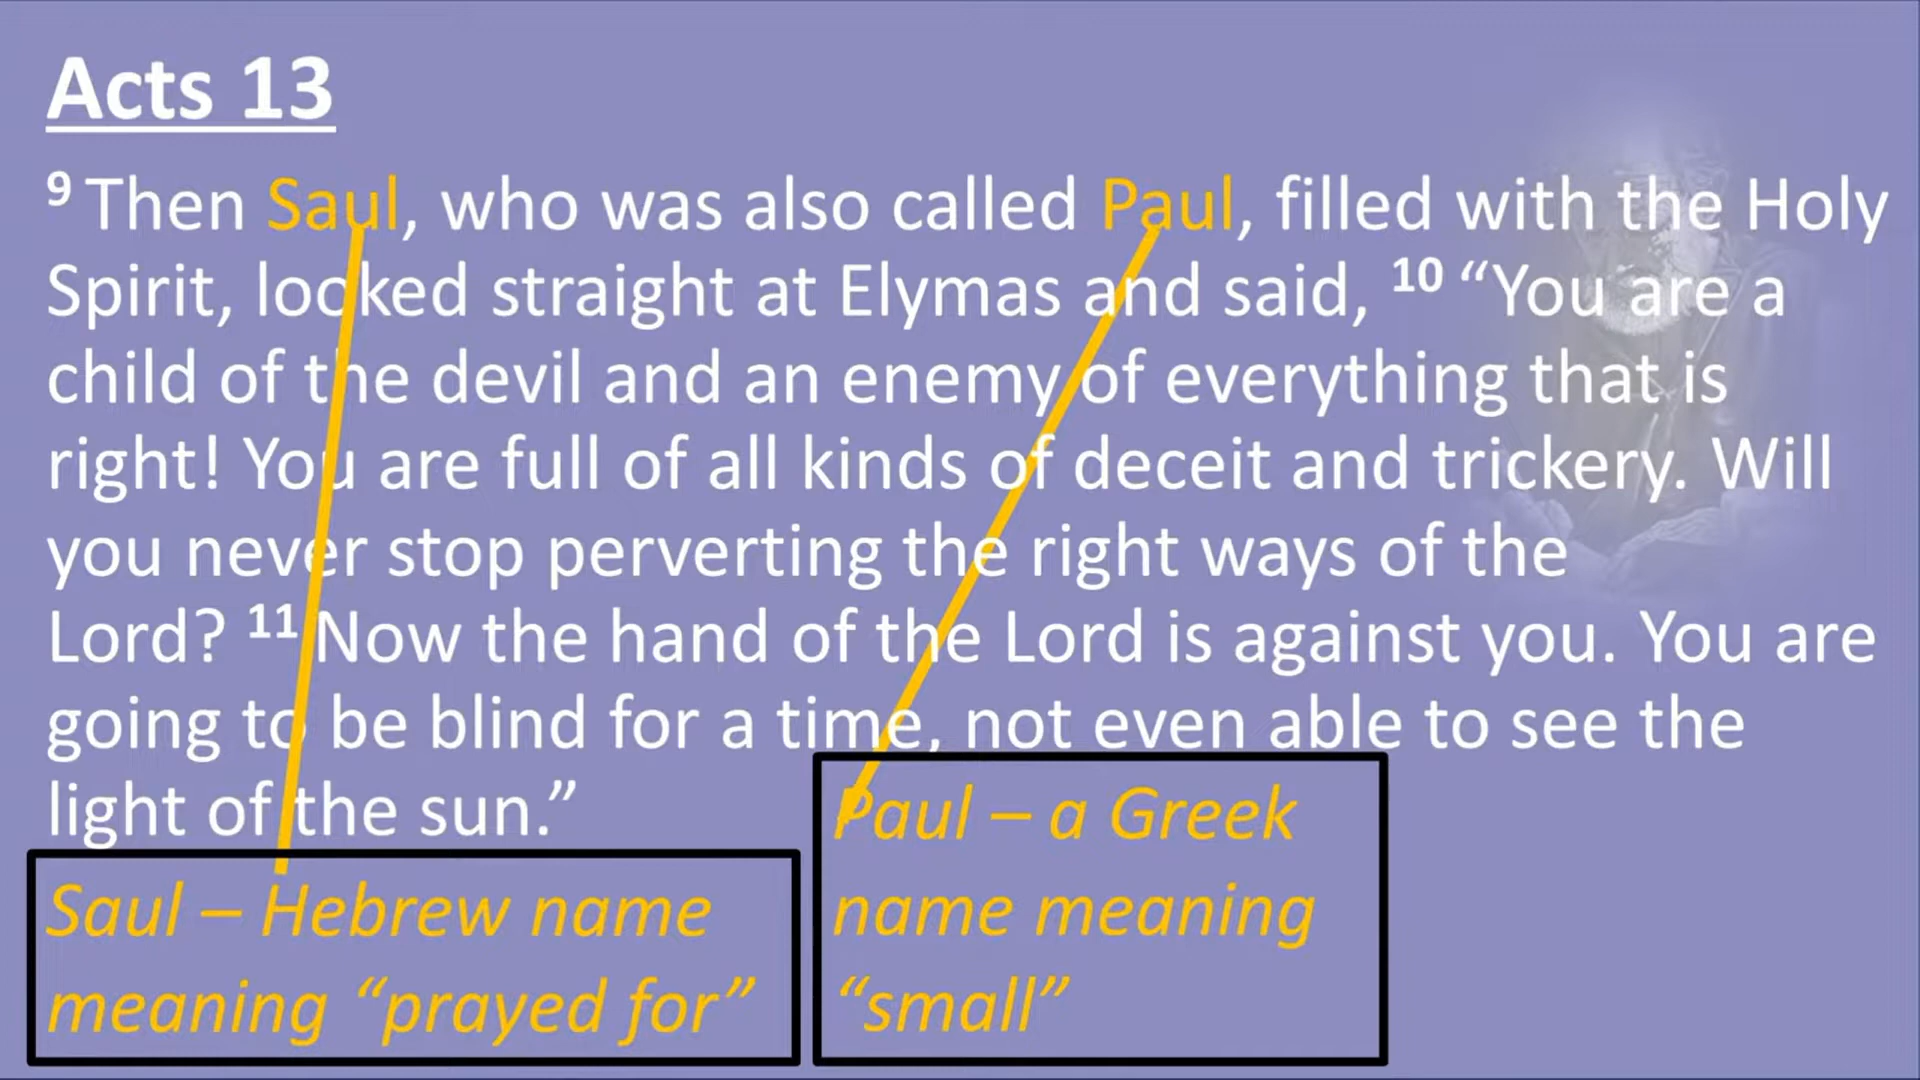 Acts 13
9 Then Saul, who was also called Paul, filled with the Holy
Spirit, looked straight at Elymas and said, 10 “You are a
child of the devil and an enemy of everything that is
right! You are full of all kinds of deceit and trickery. Will
you never stop perverting the right ways of the
Lord? 11 Now the hand of the Lord is against you. You are
going to be blind for a time, not even able to see the
light of the sun.”
Saul – Hebrew name
meaning “prayed for”
Paul – a Greek
name meaning
“small”